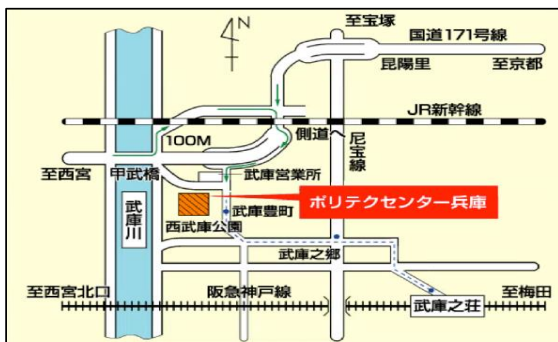 至宝塚
国道171号線
N
昆陽里
至京都
JR新幹線
100M
側道
尼宝線
至西宮
甲武橋
武庫営業所
武庫川
ポリテクセンター兵庫
武庫豊町
西武庫公園
武庫之郷
至西宮北口
阪急神戸線
武庫之荘
至梅田